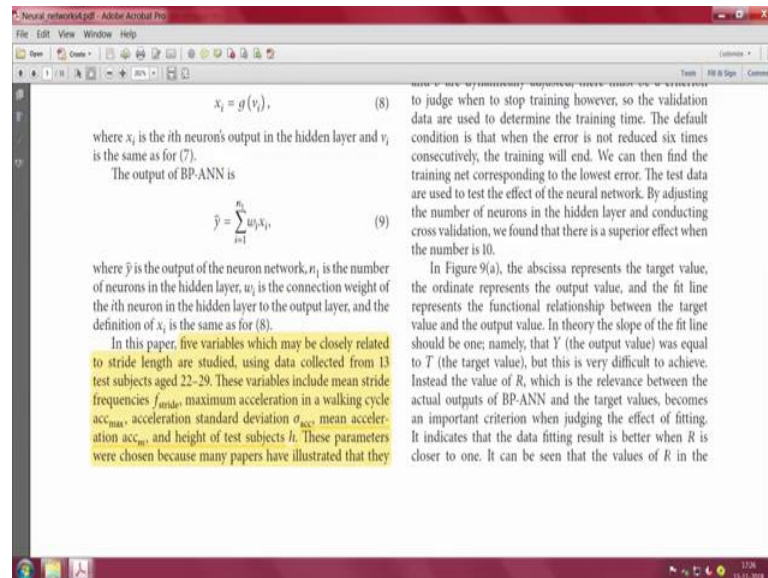 Neural_networks4.pdf - Adobe Acrobat Pro
File Edit View Window Help
Open Create Customize
1 / 11 Tools Fill & Sign Comment
x_i = g(v_i), (8)
where x_i is the ith neuron's output in the hidden layer and v_i
is the same as for (7).
The output of BP-ANN is
ŷ = ∑_{i=1}^{n_1} w_i x_i, (9)
where ŷ is the output of the neuron network, n_1 is the number
of neurons in the hidden layer, w_i is the connection weight of
the ith neuron in the hidden layer to the output layer, and the
definition of x_i is the same as for (8).
In this paper, five variables which may be closely related
to stride length are studied, using data collected from 13
test subjects aged 22–29. These variables include mean stride
frequencies f_stride, maximum acceleration in a walking cycle
acc_max, acceleration standard deviation σ_acc, mean acceler-
ation acc_m, and height of test subjects h. These parameters
were chosen because many papers have illustrated that they
to judge when to stop training however, so the validation
data are used to determine the training time. The default
condition is that when the error is not reduced six times
consecutively, the training will end. We can then find the
training net corresponding to the lowest error. The test data
are used to test the effect of the neural network. By adjusting
the number of neurons in the hidden layer and conducting
cross validation, we found that there is a superior effect when
the number is 10.
In Figure 9(a), the abscissa represents the target value,
the ordinate represents the output value, and the fit line
represents the functional relationship between the target
value and the output value. In theory the slope of the fit line
should be one; namely, that Y (the output value) was equal
to T (the target value), but this is very difficult to achieve.
Instead the value of R, which is the relevance between the
actual outputs of BP-ANN and the target values, becomes
an important criterion when judging the effect of fitting.
It indicates that the data fitting result is better when R is
closer to one. It can be seen that the values of R in the